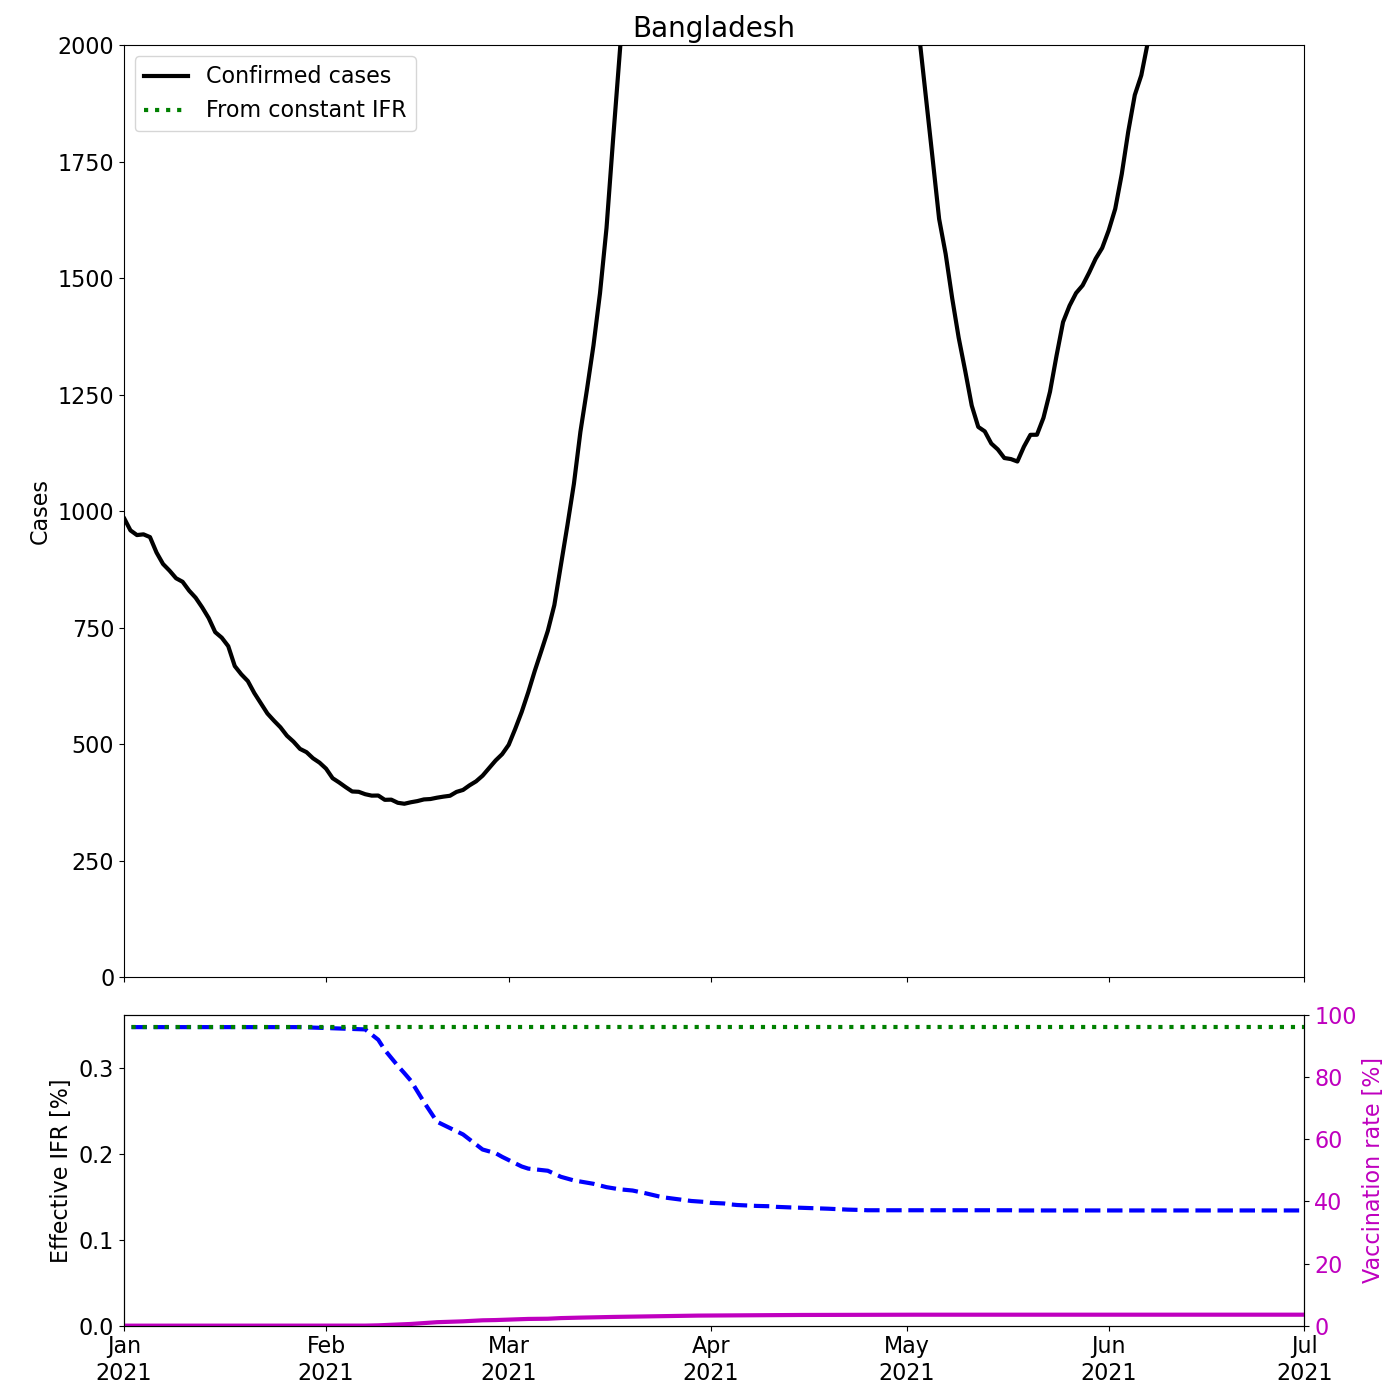 Bangladesh
2000
1750
1500
1250
1000
750
500
250
0
Cases
Confirmed cases
From constant IFR
0.3
0.2
0.1
0.0
Effective IFR [%]
100
80
60
40
20
0
Vaccination rate [%]
Jan Feb Mar Apr May Jun Jul
2021 2021 2021 2021 2021 2021 2021